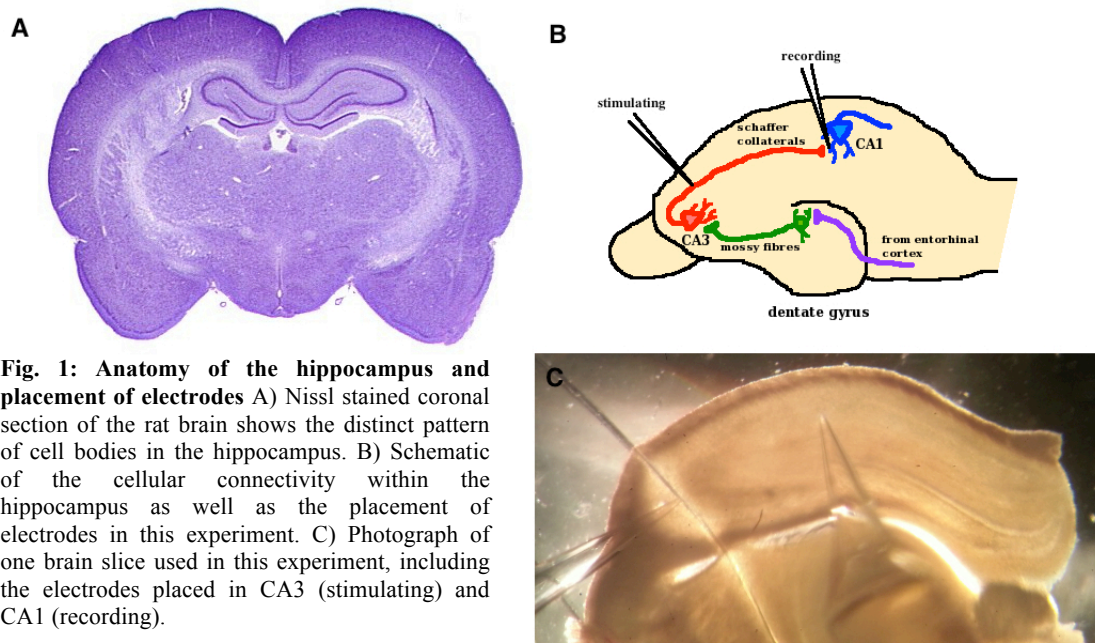 A
B
recording
stimulating
schaffer
collaterals
CA1
CA3
mossy fibres
from entorhinal
cortex
dentate gyrus
Fig. 1: Anatomy of the hippocampus and
placement of electrodes A) Nissl stained coronal
section of the rat brain shows the distinct pattern
of cell bodies in the hippocampus. B) Schematic
of the cellular connectivity within the
hippocampus as well as the placement of
electrodes in this experiment. C) Photograph of
one brain slice used in this experiment, including
the electrodes placed in CA3 (stimulating) and
CA1 (recording).
C